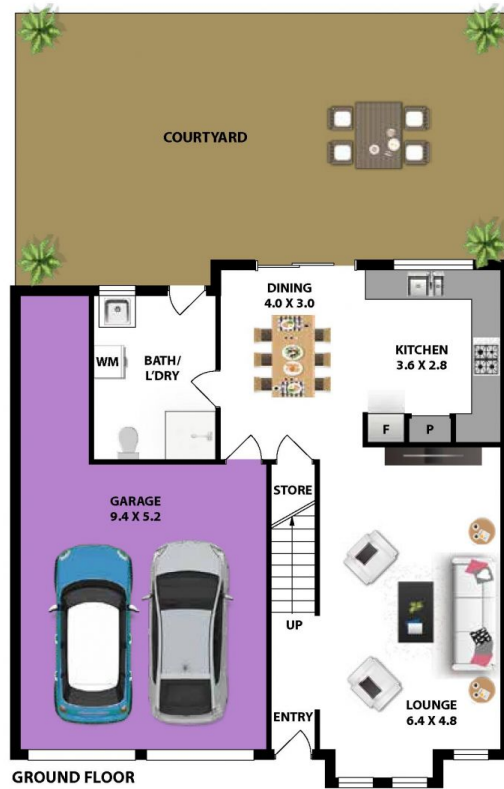 COURTYARD
DINING
4.0 X 3.0
KITCHEN
3.6 X 2.8
WM
BATH/
L'DRY
F
P
STORE
GARAGE
9.4 X 5.2
UP
LOUNGE
6.4 X 4.8
ENTRY
GROUND FLOOR